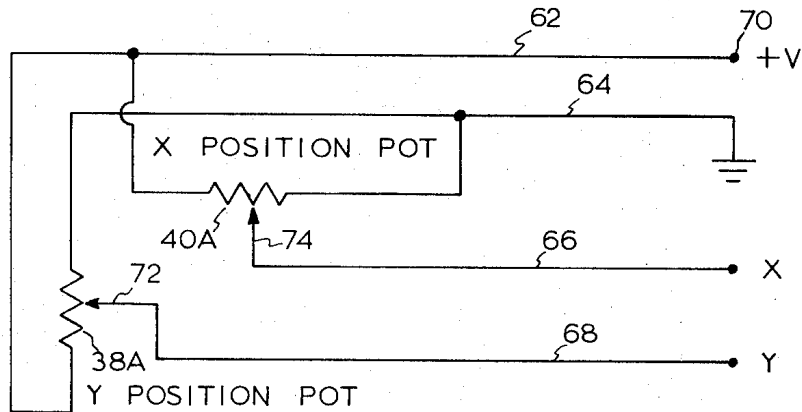 62
70
+V
64
X POSITION POT
40A
74
66
X
72
68
Y
38A
Y POSITION POT